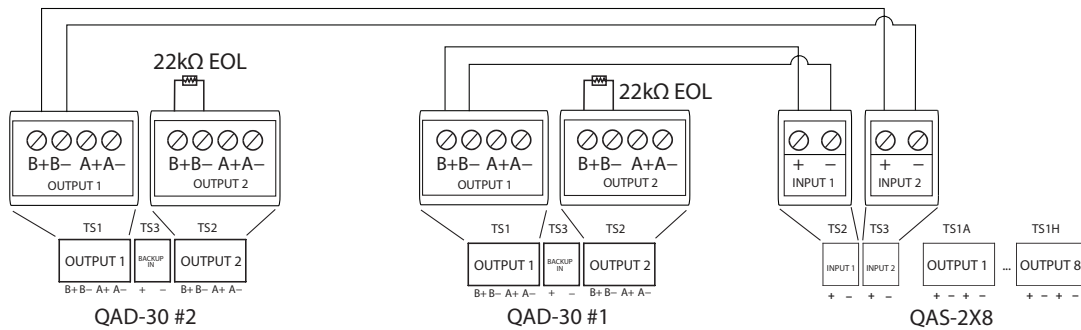 22kΩ EOL
22kΩ EOL
B+B– A+A–
OUTPUT 1
B+B– A+A–
OUTPUT 2
B+B– A+A–
OUTPUT 1
B+B– A+A–
OUTPUT 2
+ –
INPUT 1
+ –
INPUT 2
TS1 TS3 TS2
OUTPUT 1 BACKUP IN OUTPUT 2
B+B– A+ A– + – B+B– A+A–
QAD-30 #2
TS1 TS3 TS2
OUTPUT 1 BACKUP IN OUTPUT 2
B+B– A+ A– + – B+B– A+A–
QAD-30 #1
TS2 TS3 TS1A TS1H
INPUT 1 INPUT 2 OUTPUT 1 ... OUTPUT 8
+ – + – + – + – + – + –
QAS-2X8